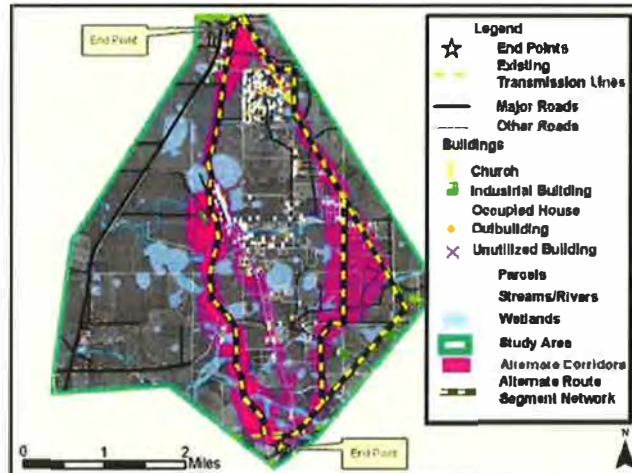 End Point
Legend
End Points
Existing
Transmission Lines
Major Roads
Other Roads
Buildings
Church
Industrial Building
Occupied House
Outbuilding
Unutilized Building
Parcels
Streams/Rivers
Wetlands
Study Area
Alternate Corridors
Alternate Route
Segment Network
End Point
0 1 2
Miles
N